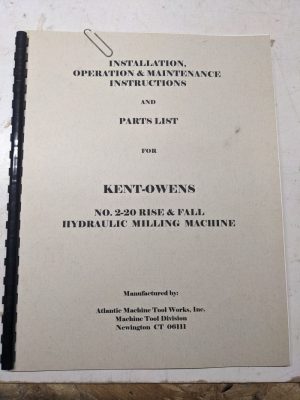 INSTALLATION,
OPERATION & MAINTENANCE
INSTRUCTIONS
AND
PARTS LIST
FOR
KENT-OWENS
NO. 2-20 RISE & FALL
HYDRAULIC MILLING MACHINE
Manufactured by:
Atlantic Machine Tool Works, Inc.
Machine Tool Division
Newington CT 06111